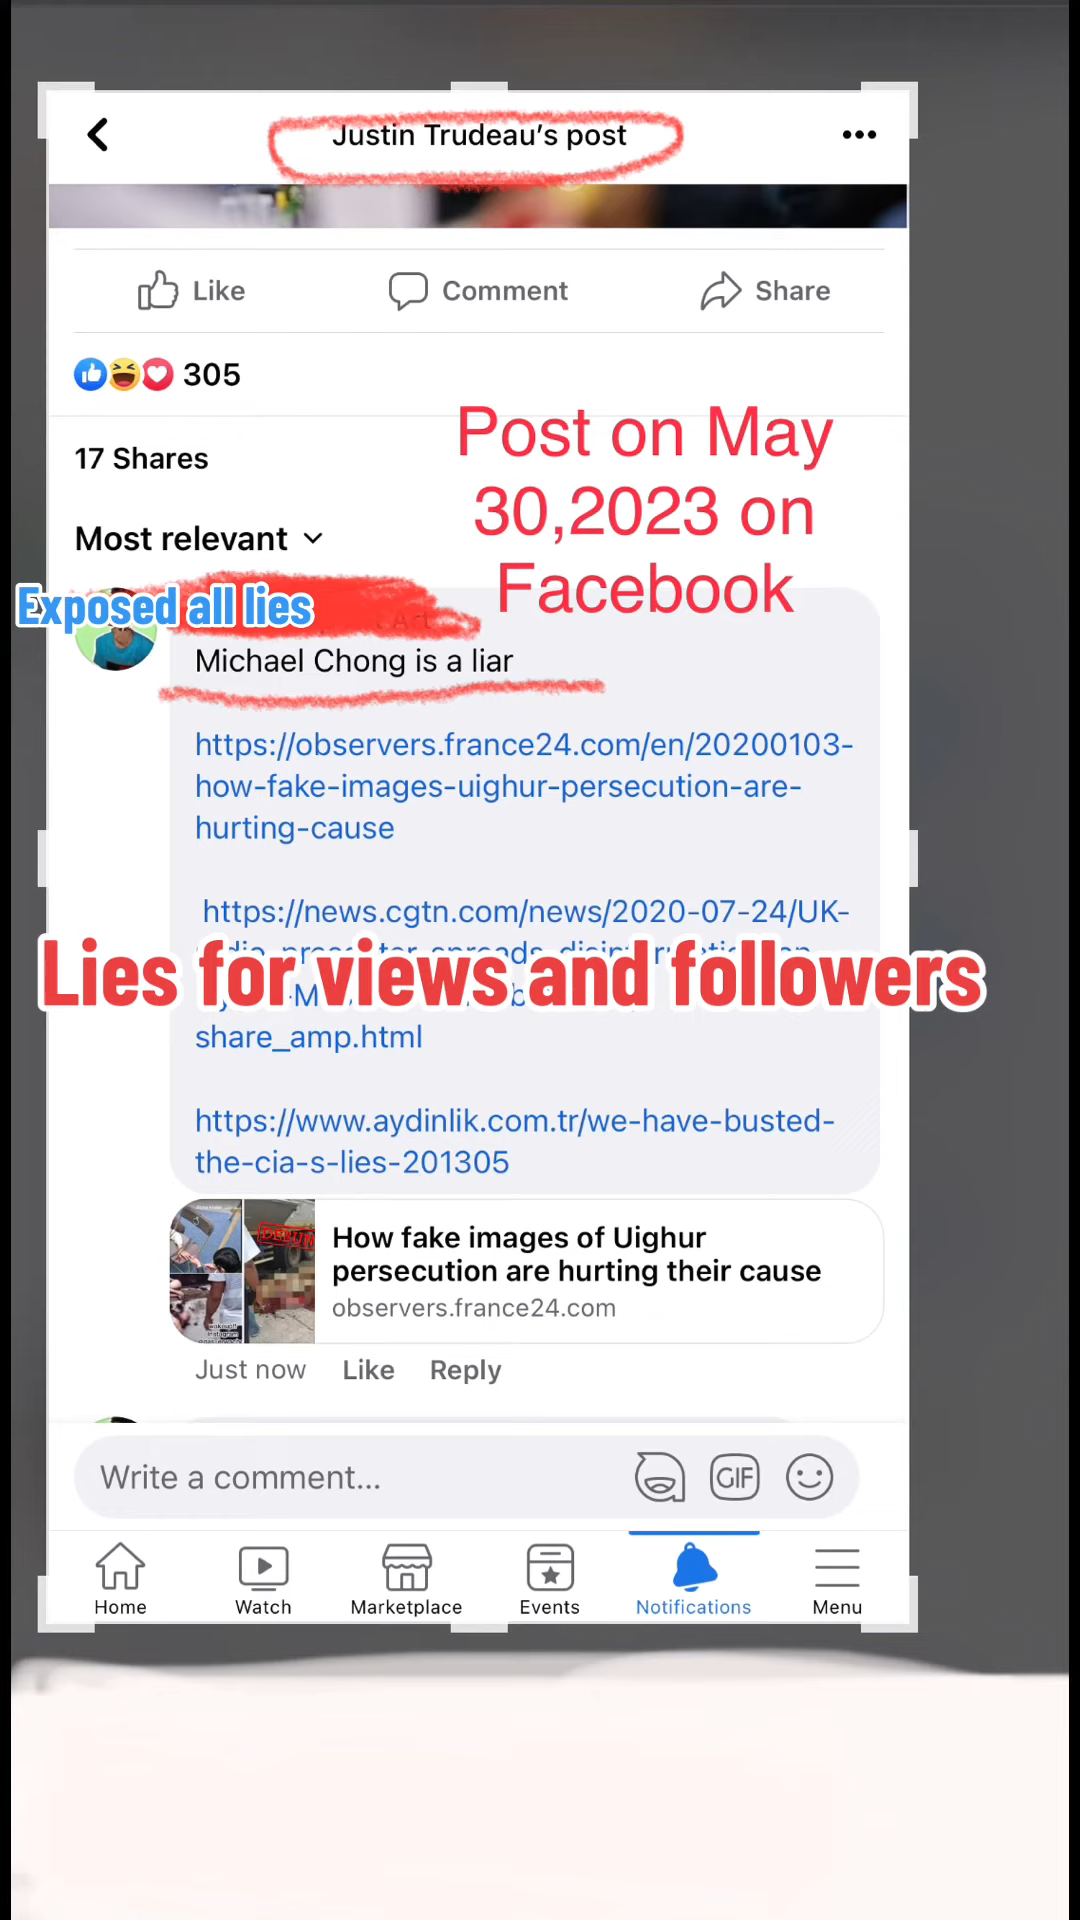 Justin Trudeau's post
Like Comment Share
305
17 Shares
Post on May
30,2023 on
Facebook
Most relevant
Exposed all lies
Michael Chong is a liar
https://observers.france24.com/en/20200103-
how-fake-images-uighur-persecution-are-
hurting-cause
https://news.cgtn.com/news/2020-07-24/UK-
Lies for views and followers
share_amp.html
https://www.aydinlik.com.tr/we-have-busted-
the-cia-s-lies-201305
How fake images of Uighur
persecution are hurting their cause
observers.france24.com
Just now Like Reply
Write a comment...
GIF
Home Watch Marketplace Events Notifications Menu